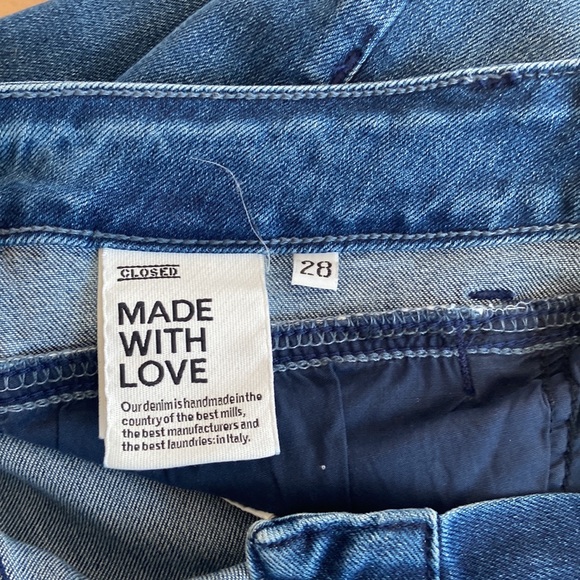 CLOSED
28
MADE
WITH
LOVE
Our denim is handmade in the
country of the best mills,
the best manufacturers and
the best laundries: in Italy.